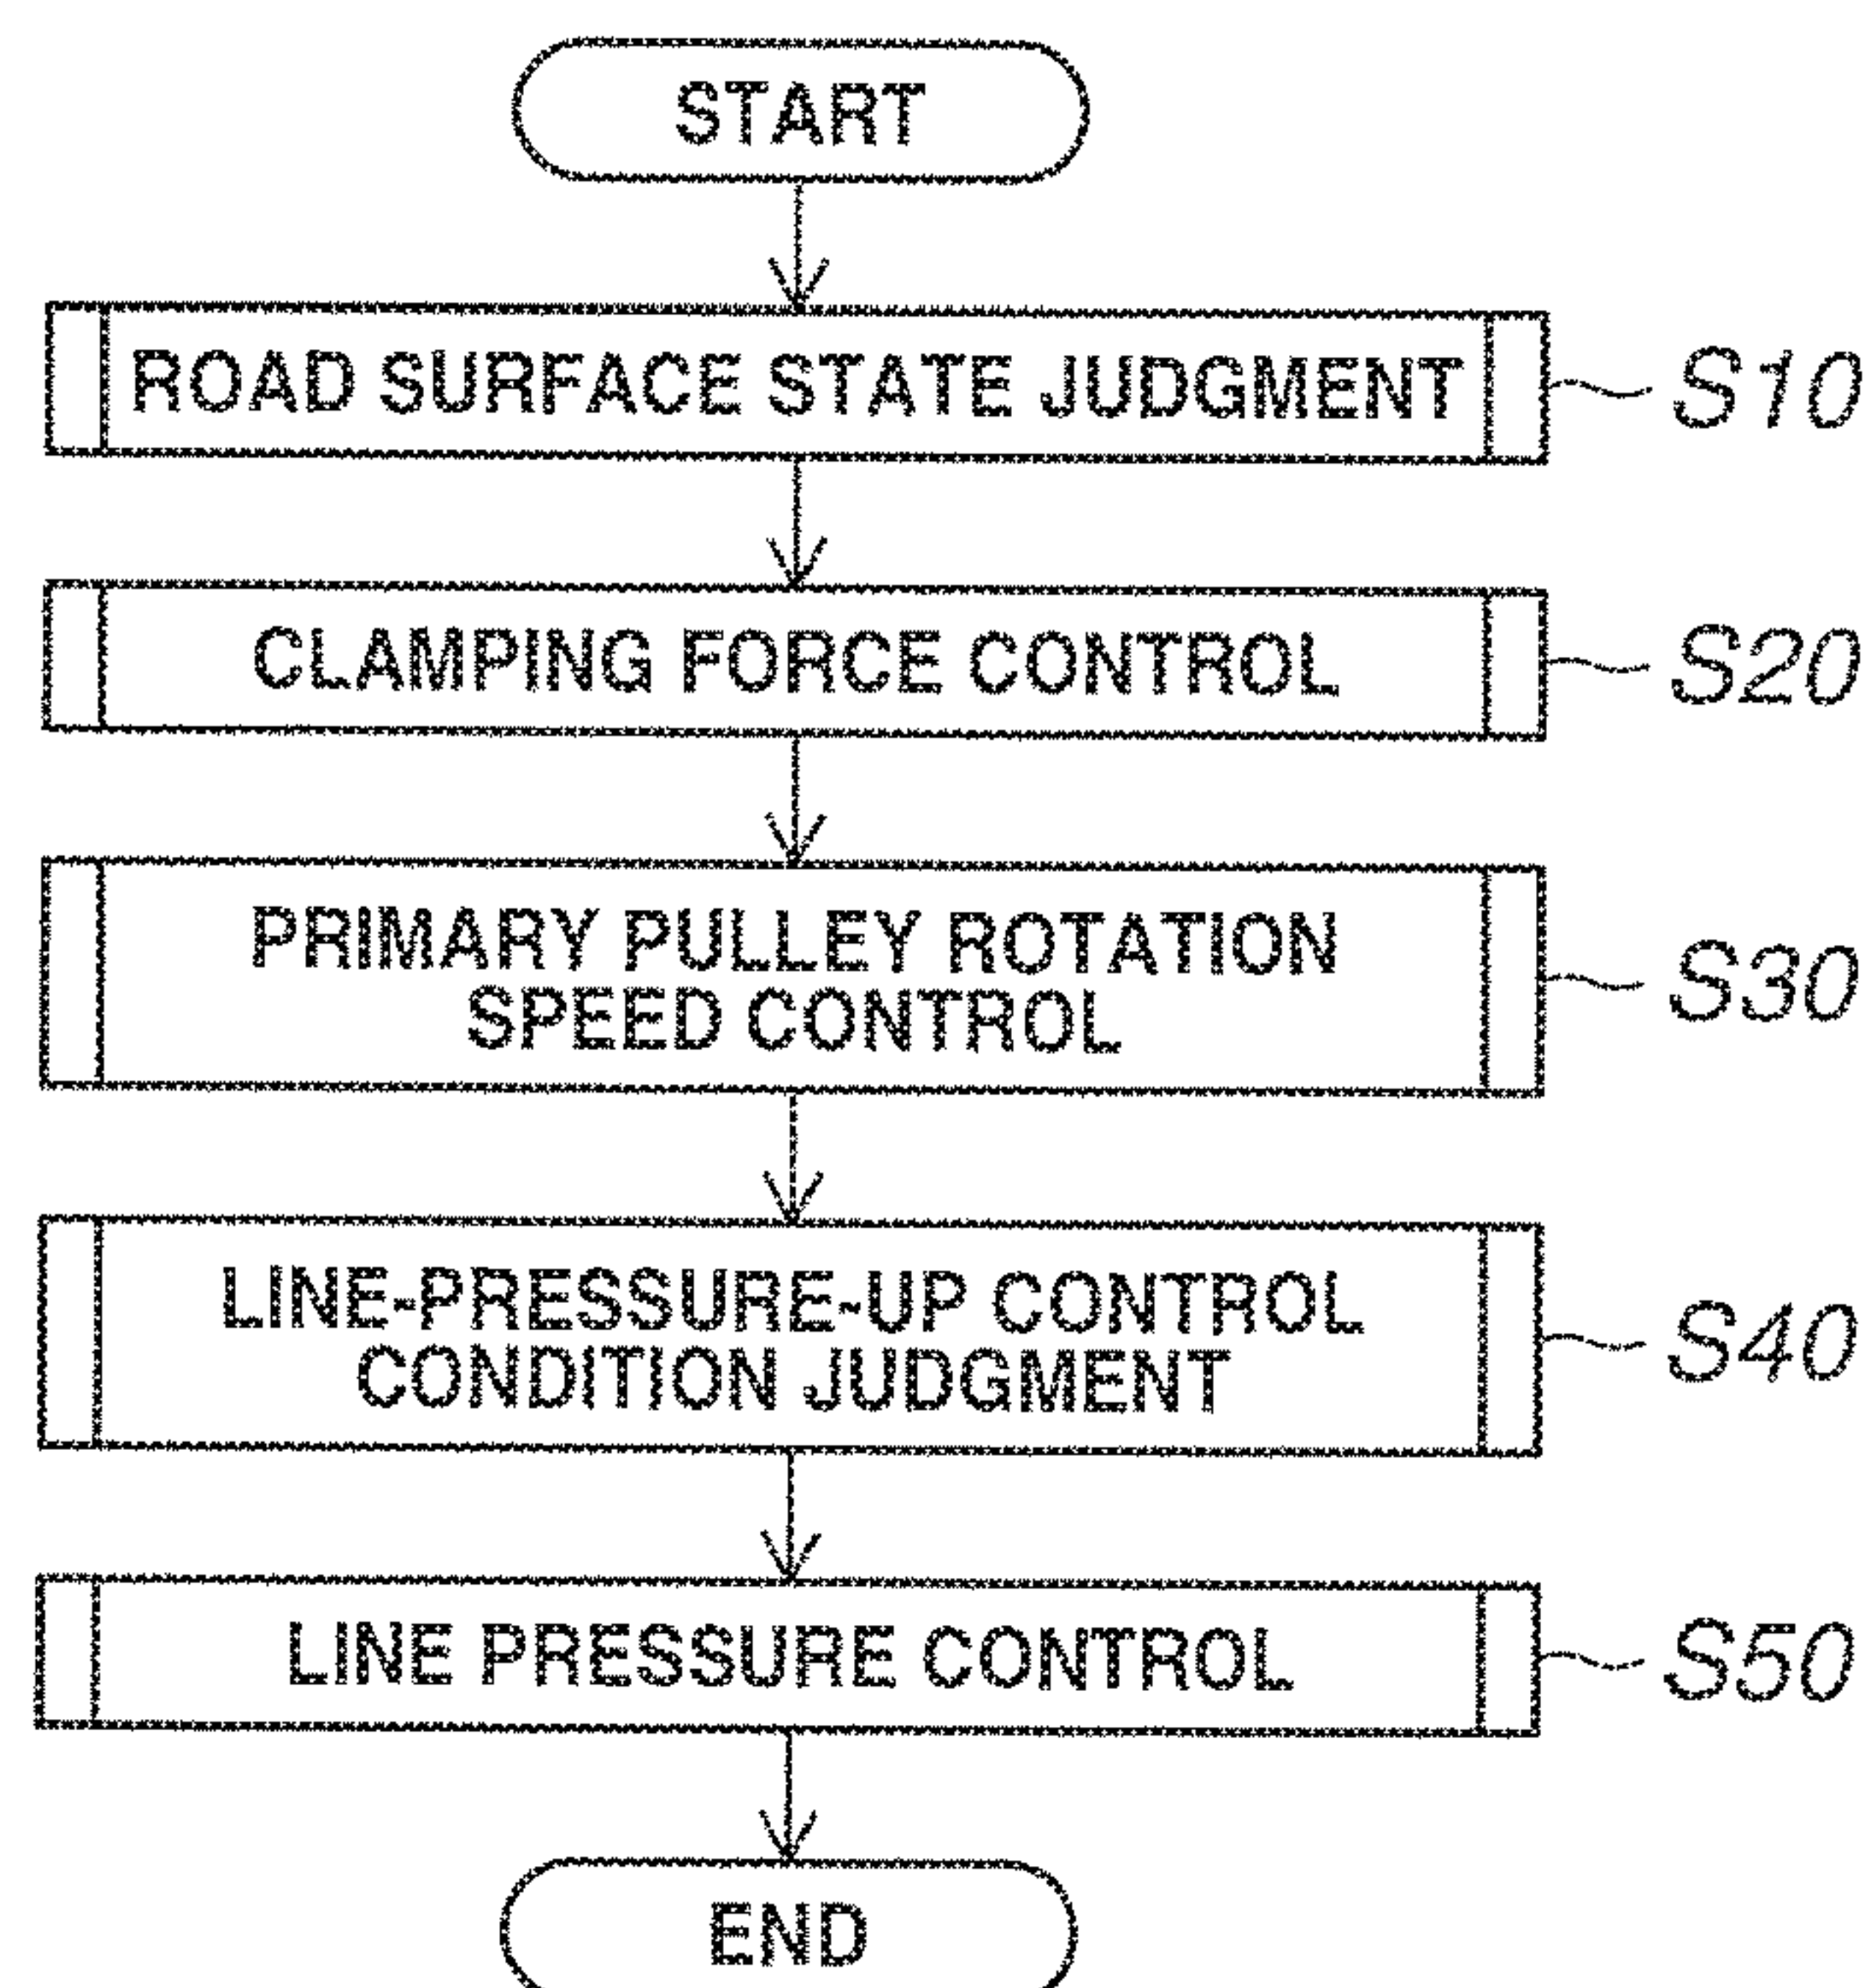 START
ROAD SURFACE STATE JUDGMENT
S10
CLAMPING FORCE CONTROL
S20
PRIMARY PULLEY ROTATION
SPEED CONTROL
S30
LINE-PRESSURE-UP CONTROL
CONDITION JUDGMENT
S40
LINE PRESSURE CONTROL
S50
END